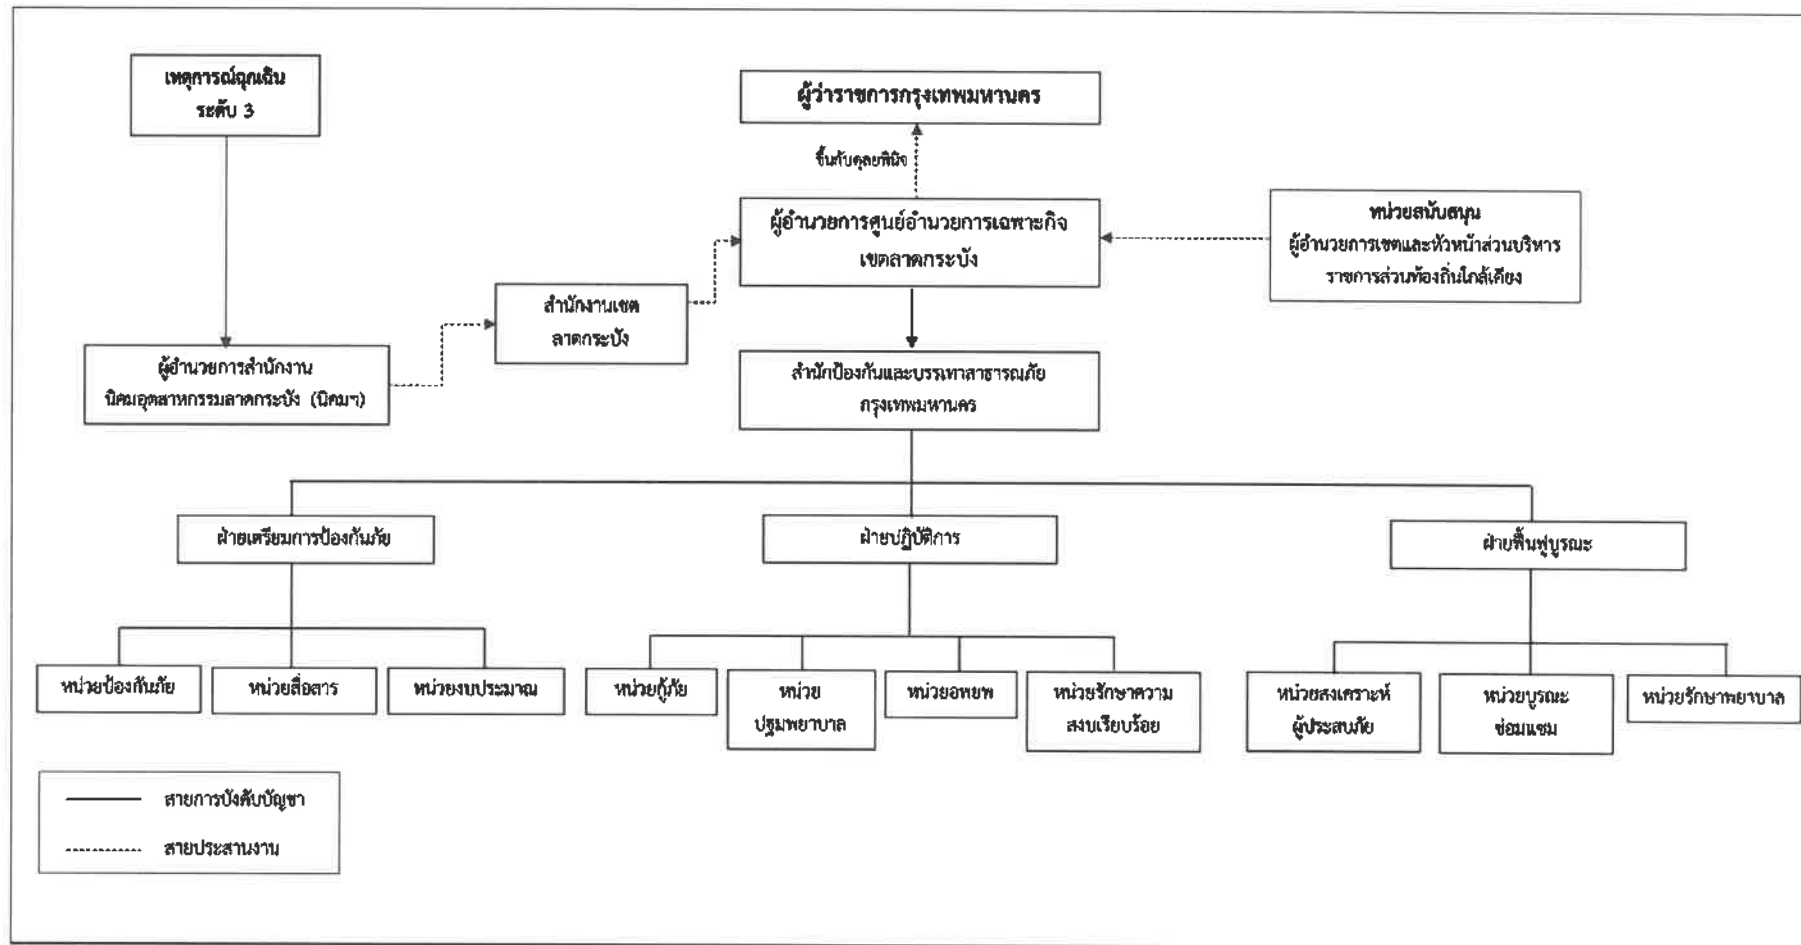 เหตุการณ์ฉุกเฉิน
ระดับ 3
ผู้ว่าราชการกรุงเทพมหานคร
ขึ้นกับดุลยพินิจ
ผู้อำนวยการศูนย์อำนวยการเฉพาะกิจ
เขตลาดกระบัง
หน่วยสนับสนุน
ผู้อำนวยการเขตและหัวหน้าส่วนบริหาร
ราชการส่วนท้องถิ่นใกล้เคียง
สำนักงานเขต
ลาดกระบัง
ผู้อำนวยการสำนักงาน
นิคมอุตสาหกรรมลาดกระบัง (นิคมฯ)
สำนักป้องกันและบรรเทาสาธารณภัย
กรุงเทพมหานคร
ฝ่ายเตรียมการป้องกันภัย
ฝ่ายปฏิบัติการ
ฝ่ายฟื้นฟูบูรณะ
หน่วยป้องกันภัย
หน่วยสื่อสาร
หน่วยงบประมาณ
หน่วยกู้ภัย
หน่วย
ปฐมพยาบาล
หน่วยอพยพ
หน่วยรักษาความ
สงบเรียบร้อย
หน่วยสงเคราะห์
ผู้ประสบภัย
หน่วยบูรณะ
ซ่อมแซม
หน่วยรักษาพยาบาล
สายการบังคับบัญชา
สายประสานงาน